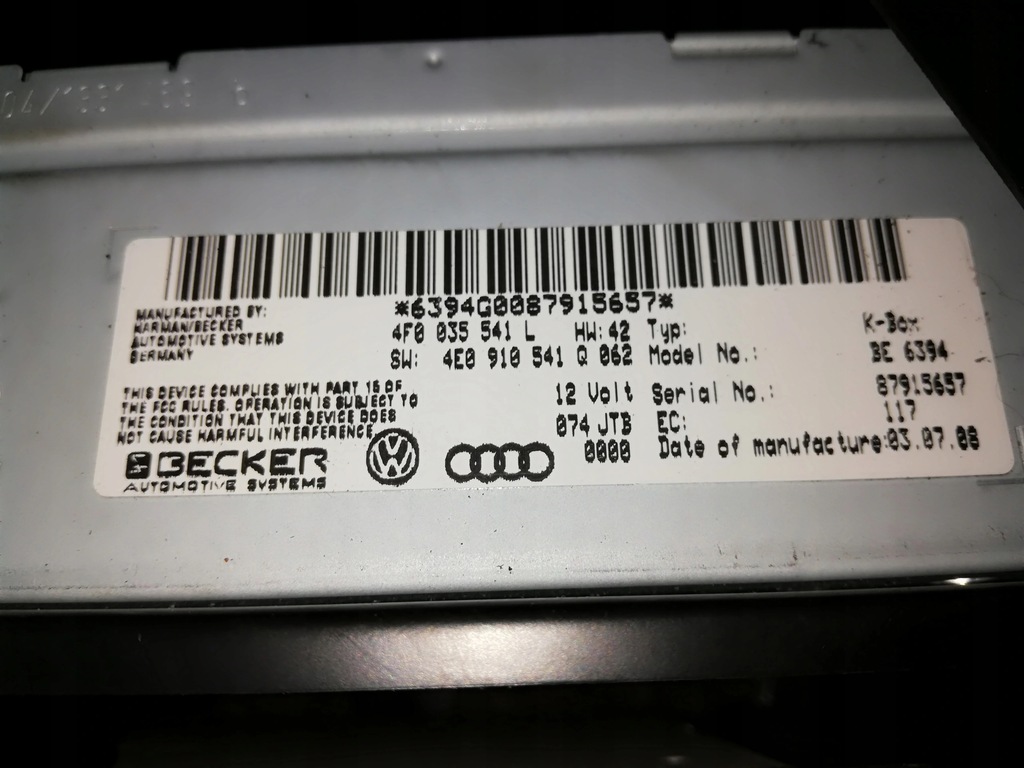 *6394G0087915657*
MANUFACTURED BY:
HARMAN/BECKER
AUTOMOTIVE SYSTEMS
GERMANY
4F0 035 541 L HW: 42 Typ: K-Box
SW: 4E0 910 541 Q 062 Model No.: BE 6394
THIS DEVICE COMPLIES WITH PART 15 OF
THE FCC RULES. OPERATION IS SUBJECT TO
THE CONDITION THAT THIS DEVICE DOES
NOT CAUSE HARMFUL INTERFERENCE
12 Volt Serial No.: 87915657
074 JTB EC: 117
0000 Date of manufacture: 03.07.08
BECKER
AUTOMOTIVE SYSTEMS
VW